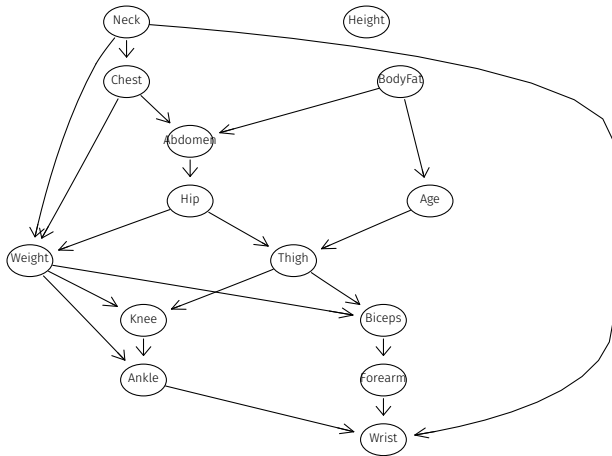 Neck
Height
Chest
BodyFat
Abdomen
Hip
Age
Weight
Thigh
Knee
Biceps
Ankle
Forearm
Wrist